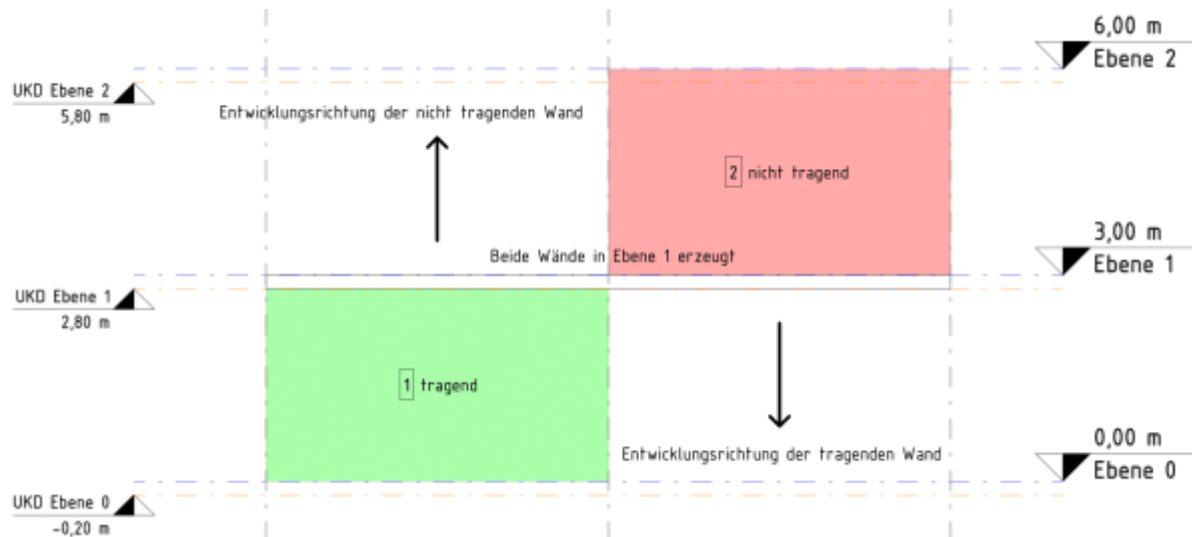 6,00 m
Ebene 2
UKD Ebene 2
5,80 m
Entwicklungsrichtung der nicht tragenden Wand
2 nicht tragend
3,00 m
Beide Wände in Ebene 1 erzeugt
Ebene 1
UKD Ebene 1
2,80 m
1 tragend
0,00 m
Entwicklungsrichtung der tragenden Wand
Ebene 0
UKD Ebene 0
-0,20 m